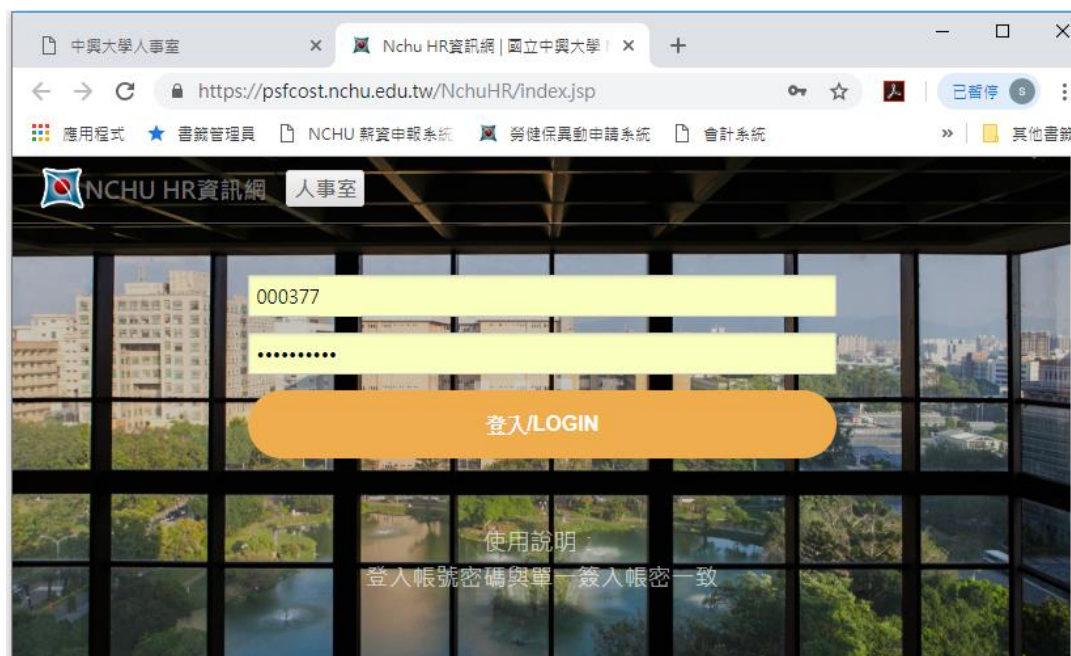 中興大學人事室
Nchu HR資訊網 | 國立中興大學
https://psfcost.nchu.edu.tw/NchuHR/index.jsp
已暫停 S
應用程式 書籤管理員 NCHU 薪資申報系統 勞健保異動申請系統 會計系統 » 其他書籤
NCHU HR資訊網 人事室
000377
••••••••••
登入/LOGIN
使用說明：
登入帳號密碼與單一簽入帳密一致